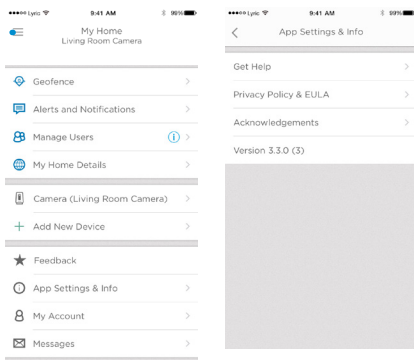 Lyric 9:41 AM 99%
My Home
Living Room Camera
Geofence
Alerts and Notifications
Manage Users
My Home Details
Camera (Living Room Camera)
Add New Device
Feedback
App Settings & Info
My Account
Messages
Lyric 9:41 AM 99%
App Settings & Info
Get Help
Privacy Policy & EULA
Acknowledgements
Version 3.3.0 (3)